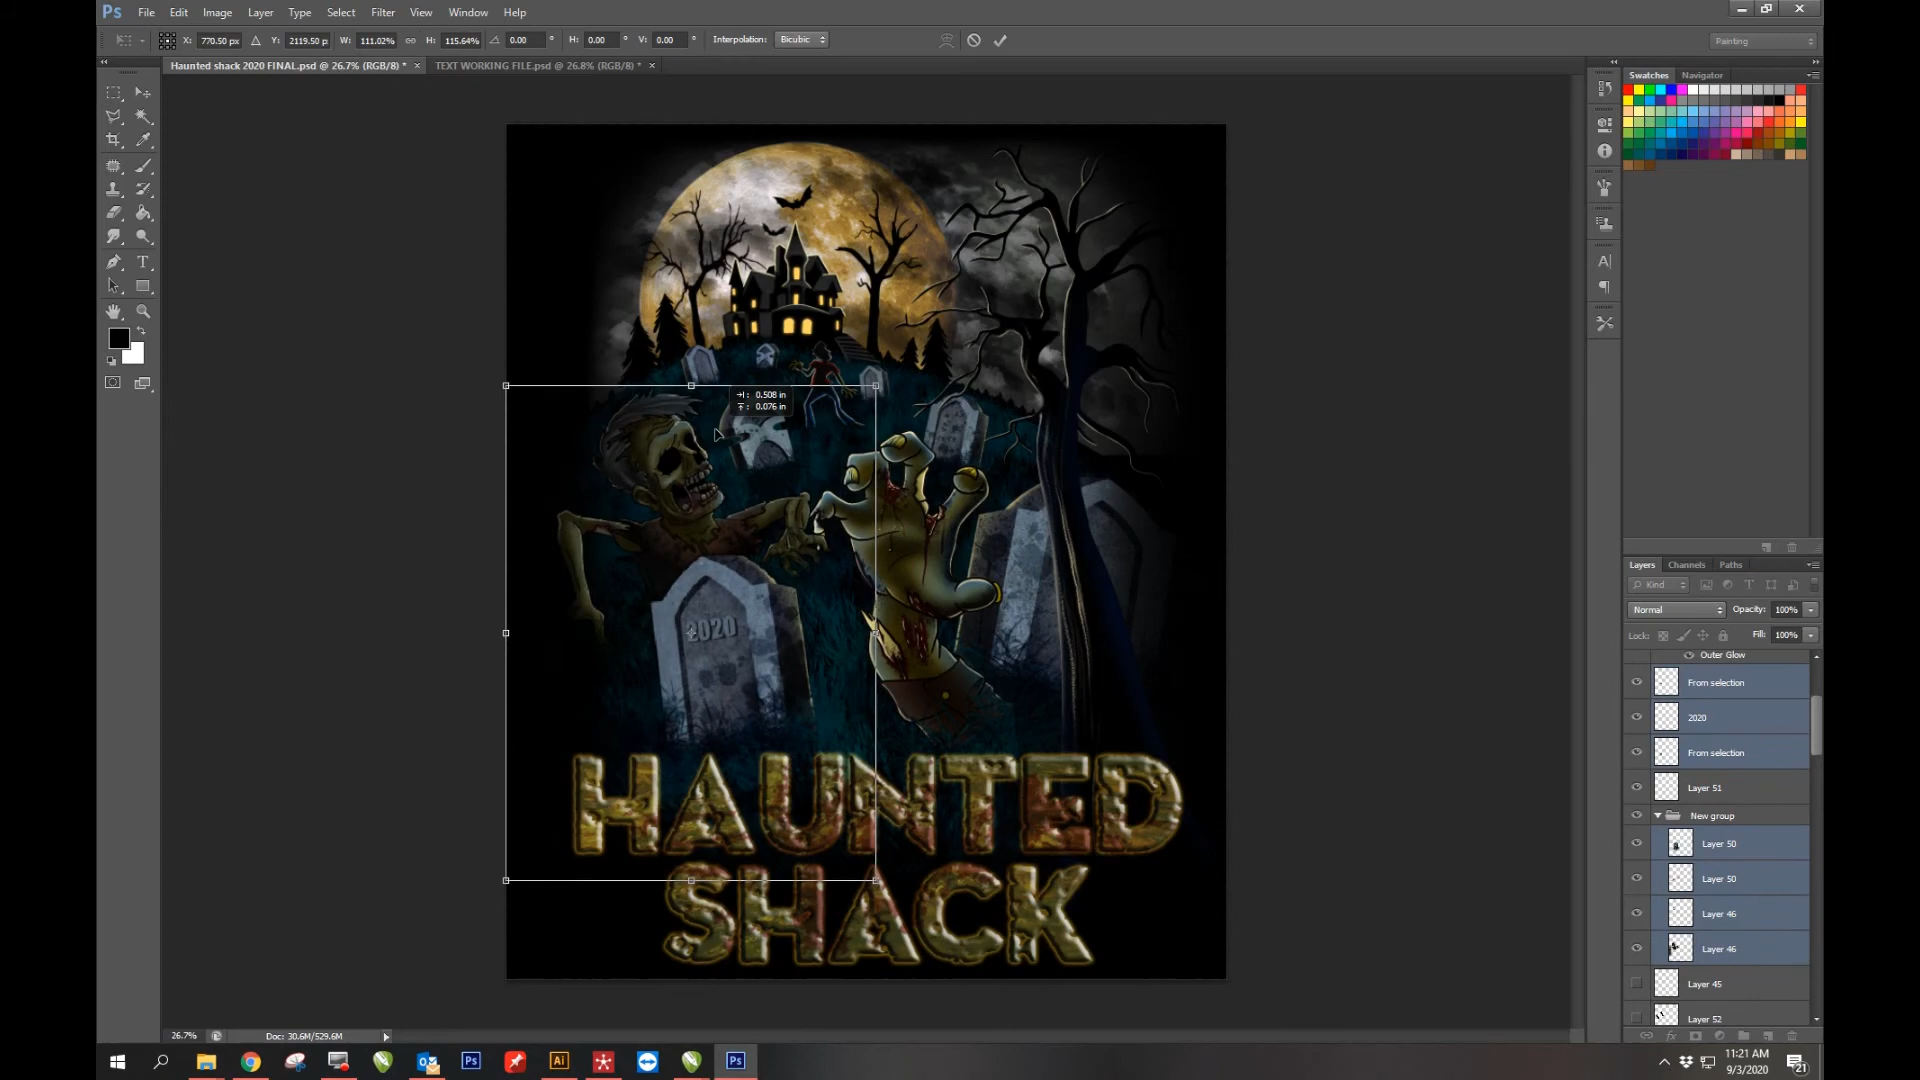 Ps File Edit Image Layer Type Select Filter View Window Help
X: 770.50 px Y: 2119.50 p W: 111.02% H: 115.64% 0.00 ° H: 0.00 ° V: 0.00 ° Interpolation: Bicubic Painting
Haunted shack 2020 FINAL.psd @ 26.7% (RGB/8) * × TEXT WORKING FILE.psd @ 26.8% (RGB/8) * ×
Swatches Navigator
0.508 in
0.076 in
2020
HAUNTED
SHACK
Layers Channels Paths
Kind
Normal Opacity: 100%
Lock: Fill: 100%
Outer Glow
From selection
2020
From selection
Layer 51
New group
Layer 50
Layer 50
Layer 46
Layer 46
Layer 45
Layer 52
26.7% Doc: 30.6M/529.6M
Ps Ai Ps
11:21 AM
9/3/2020
21